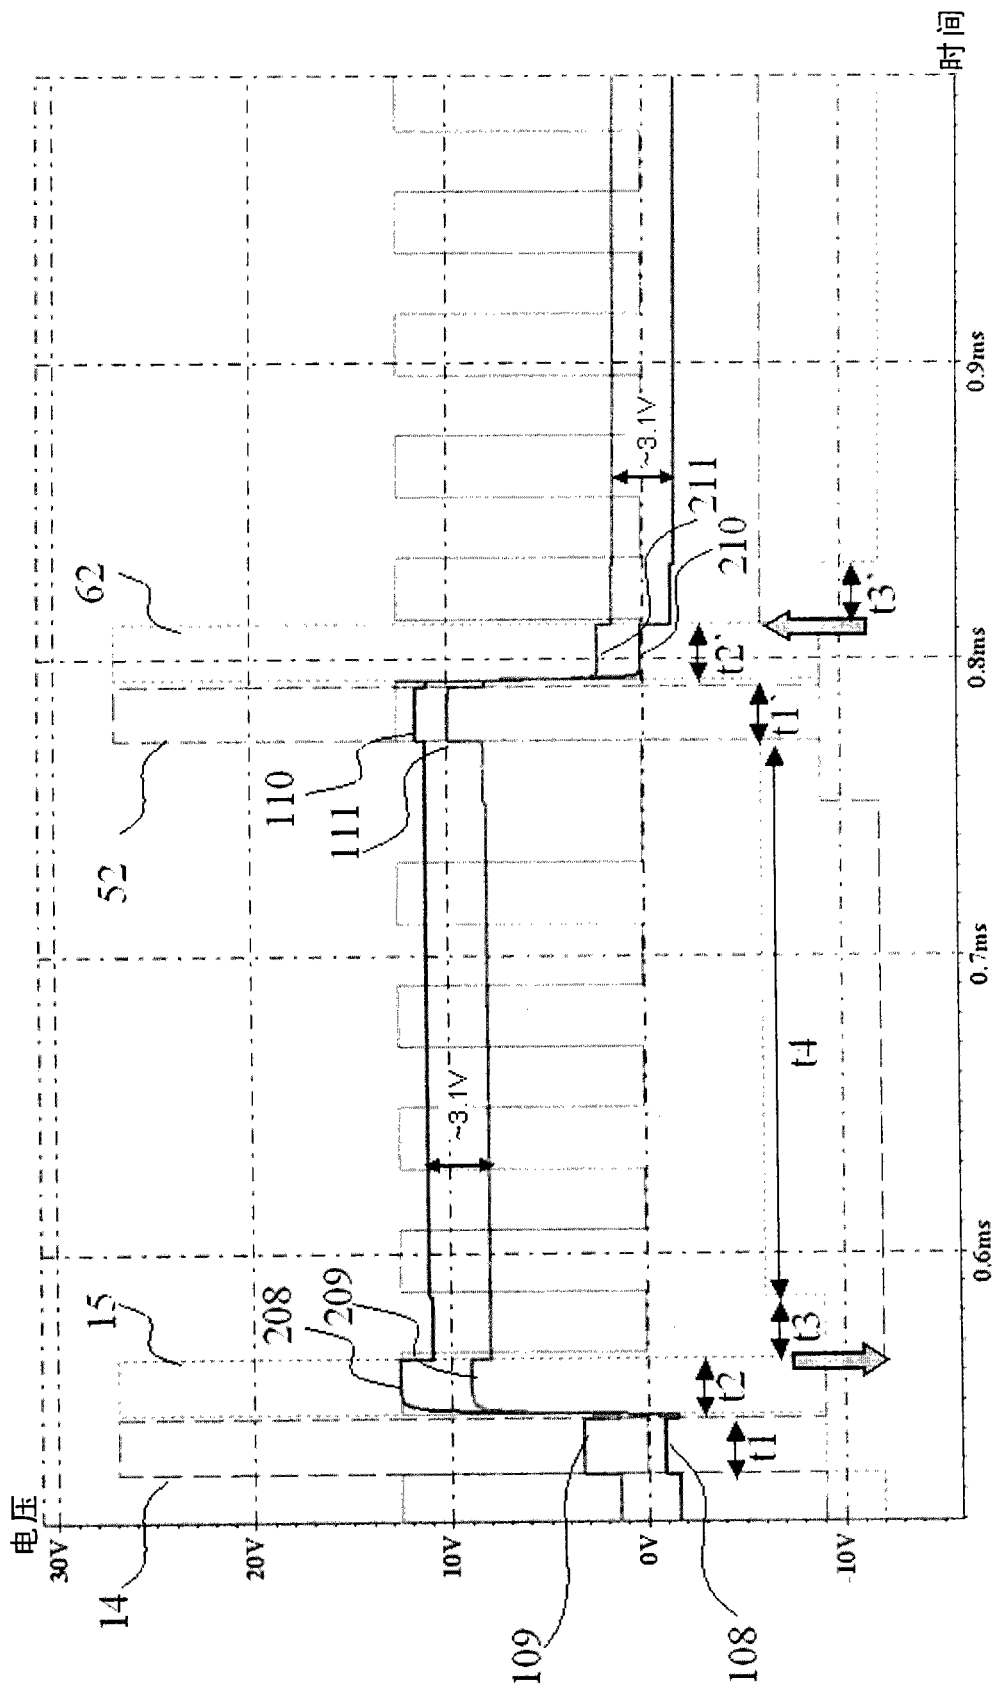 电压
30V
20V
10V
0V
-10V
14
15
52
62
208
209
110
111
109
108
~3.1V
~3.1V
211
210
t1
t2
t3
t4
t1`
t2`
t3`
0.6ms
0.7ms
0.8ms
0.9ms
时间